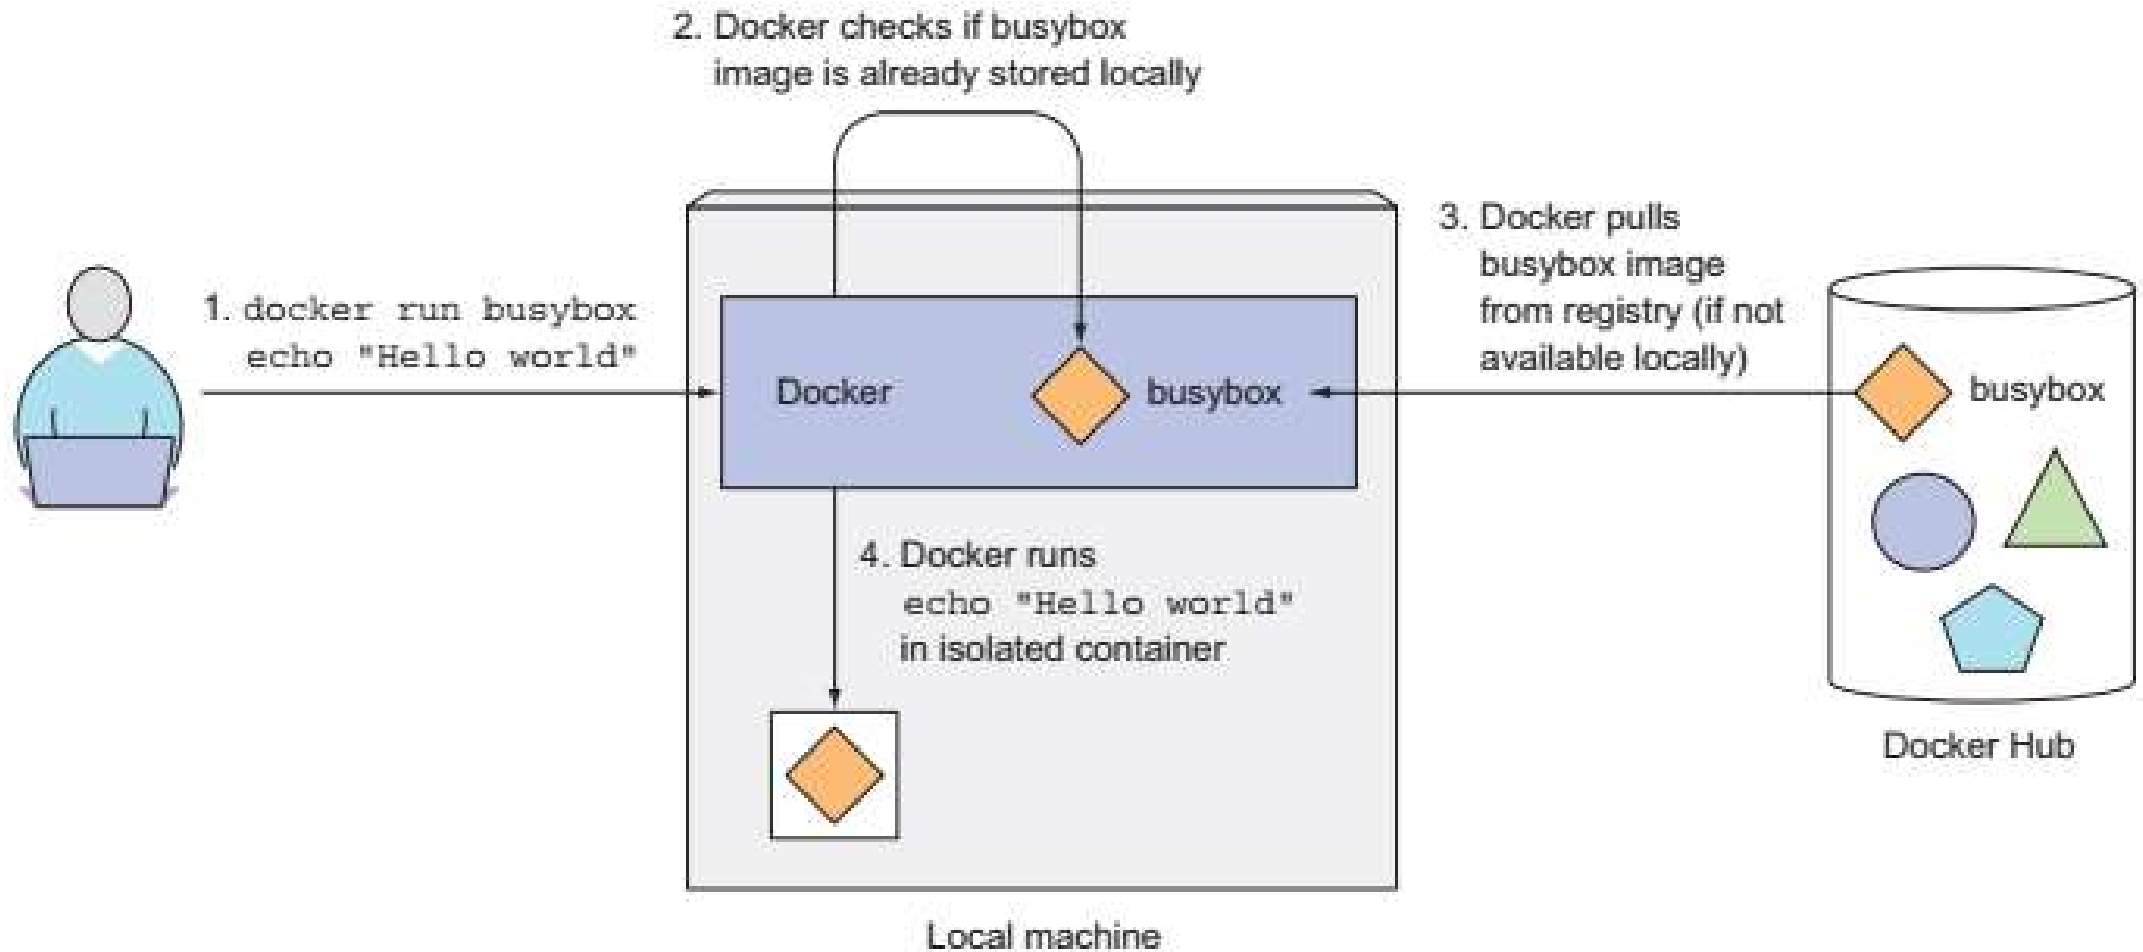 2. Docker checks if busybox
image is already stored locally
1. docker run busybox
echo "Hello world"
3. Docker pulls
busybox image
from registry (if not
available locally)
Docker
busybox
busybox
4. Docker runs
echo "Hello world"
in isolated container
Docker Hub
Local machine